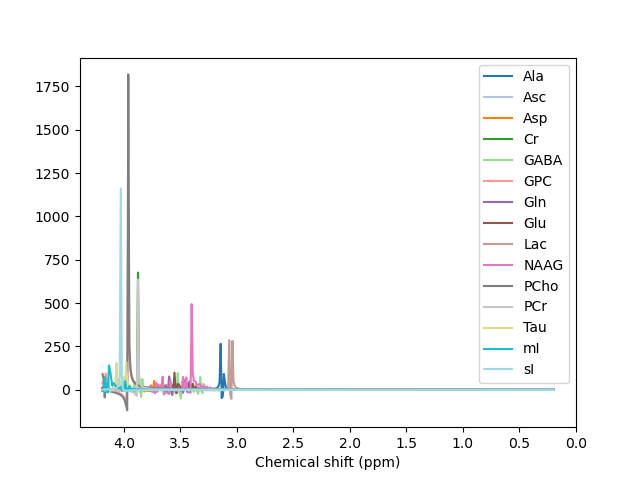 1750
1500
1250
1000
750
500
250
0
4.0 3.5 3.0 2.5 2.0 1.5 1.0 0.5 0.0
Chemical shift (ppm)
Ala
Asc
Asp
Cr
GABA
GPC
Gln
Glu
Lac
NAAG
PCho
PCr
Tau
mI
sI